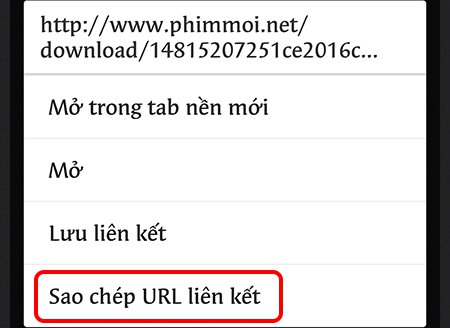 http://www.phimmoi.net/
download/14815207251ce2016c...
Mở trong tab nền mới
Mở
Lưu liên kết
Sao chép URL liên kết